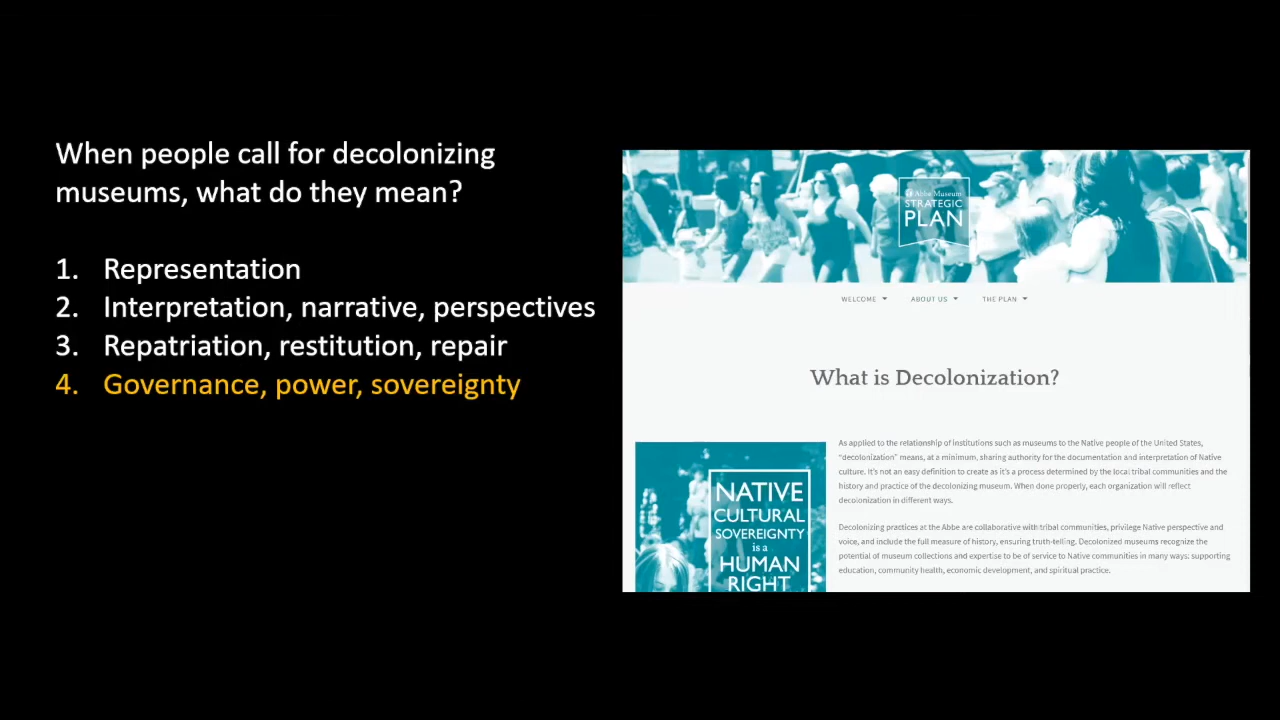 When people call for decolonizing
museums, what do they mean?
1. Representation
2. Interpretation, narrative, perspectives
3. Repatriation, restitution, repair
4. Governance, power, sovereignty
Abbe Museum
STRATEGIC
PLAN
WELCOME ABOUT US THE PLAN
What is Decolonization?
NATIVE
CULTURAL
SOVEREIGNTY
is a
HUMAN
RIGHT
As applied to the relationship of institutions such as museums to the Native people of the United States,
“decolonization” means, at a minimum, sharing authority for the documentation and interpretation of Native
culture. It's not an easy definition to create as it's a process determined by the local tribal communities and the
history and practice of the decolonizing museum. When done properly, each organization will reflect
decolonization in different ways.
Decolonizing practices at the Abbe are collaborative with tribal communities, privilege Native perspective and
voice, and include the full measure of history, ensuring truth-telling. Decolonized museums recognize the
potential of museum collections and expertise to be of service to Native communities in many ways: supporting
education, community health, economic development, and spiritual practice.